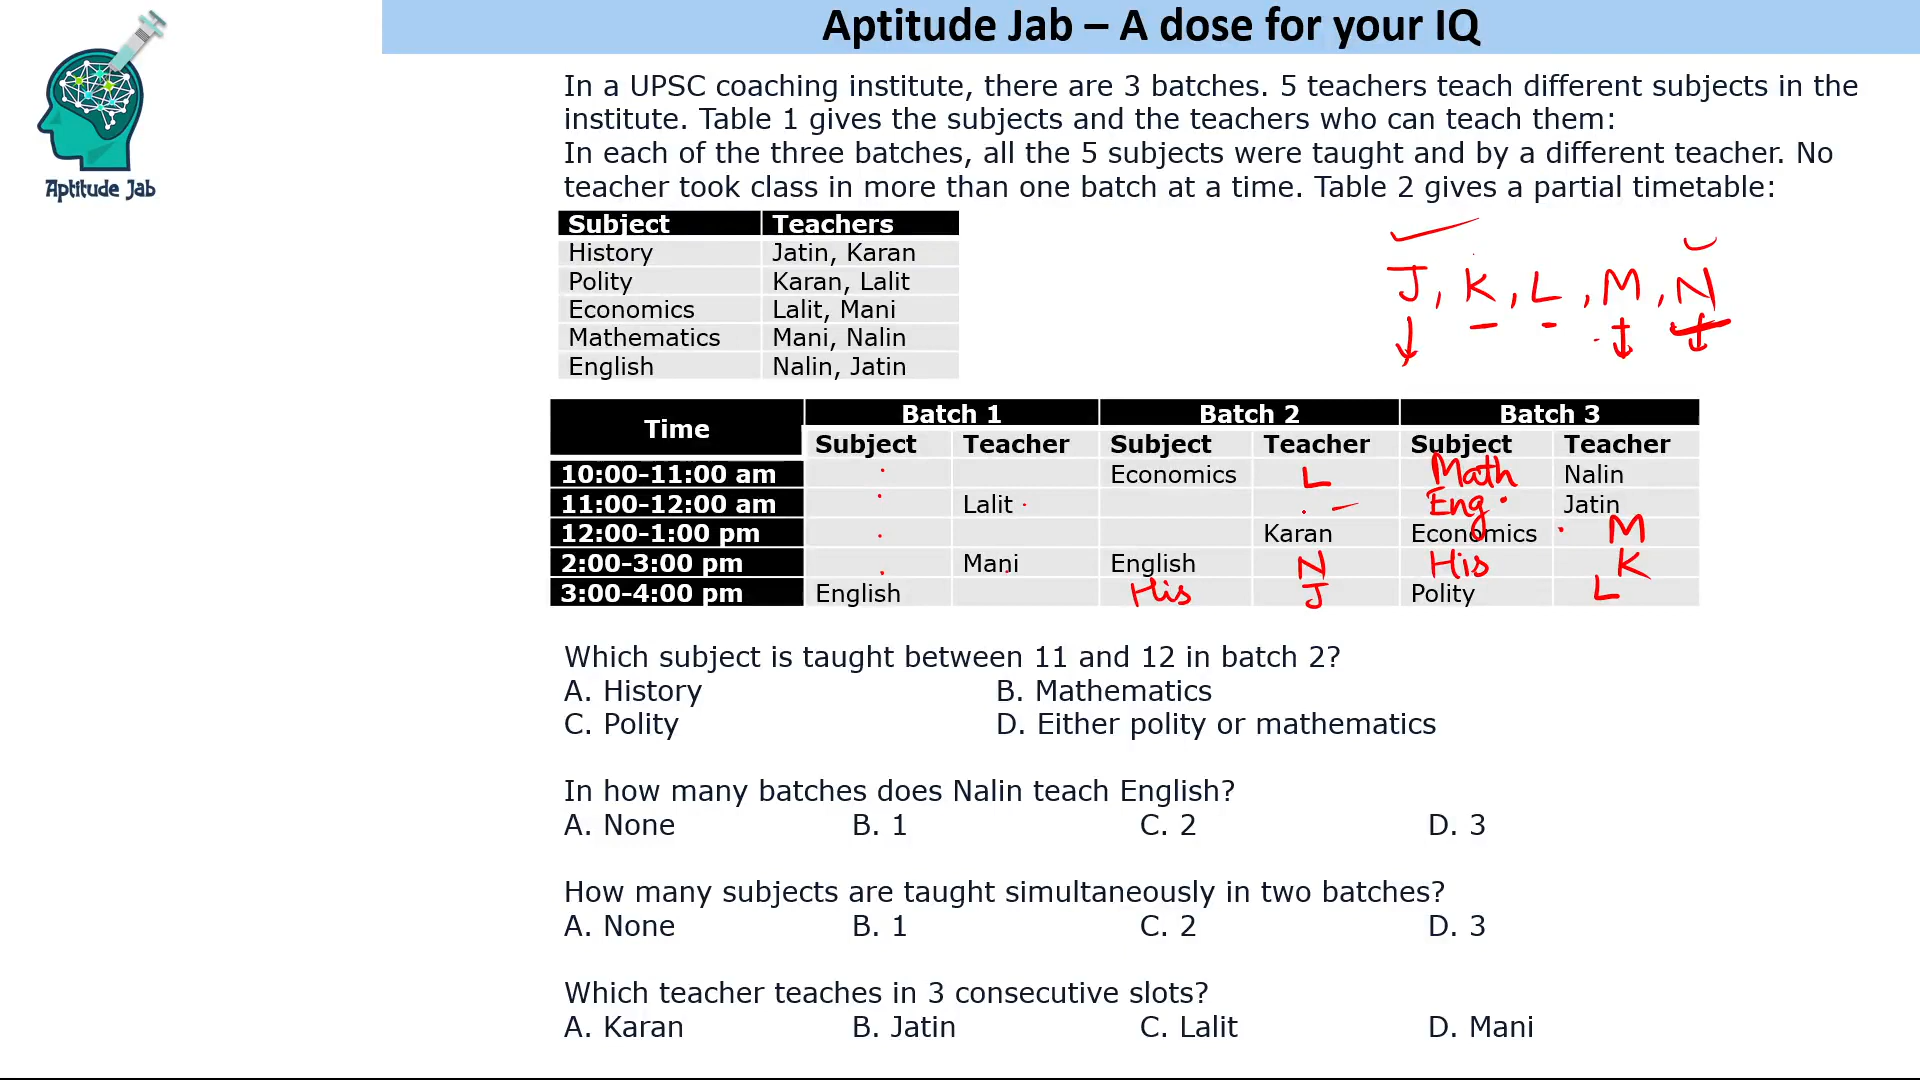 Aptitude Jab – A dose for your IQ
Aptitude Jab
In a UPSC coaching institute, there are 3 batches. 5 teachers teach different subjects in the
institute. Table 1 gives the subjects and the teachers who can teach them:
In each of the three batches, all the 5 subjects were taught and by a different teacher. No
teacher took class in more than one batch at a time. Table 2 gives a partial timetable:
Subject Teachers
History Jatin, Karan
Polity Karan, Lalit
Economics Lalit, Mani
Mathematics Mani, Nalin
English Nalin, Jatin
J, K, L, M, N
Time Batch 1 Batch 2 Batch 3
Subject Teacher Subject Teacher Subject Teacher
10:00-11:00 am Economics L Math Nalin
11:00-12:00 am Lalit Eng Jatin
12:00-1:00 pm Karan Economics M
2:00-3:00 pm Mani English N His K
3:00-4:00 pm English His J Polity L
Which subject is taught between 11 and 12 in batch 2?
A. History B. Mathematics
C. Polity D. Either polity or mathematics
In how many batches does Nalin teach English?
A. None B. 1 C. 2 D. 3
How many subjects are taught simultaneously in two batches?
A. None B. 1 C. 2 D. 3
Which teacher teaches in 3 consecutive slots?
A. Karan B. Jatin C. Lalit D. Mani